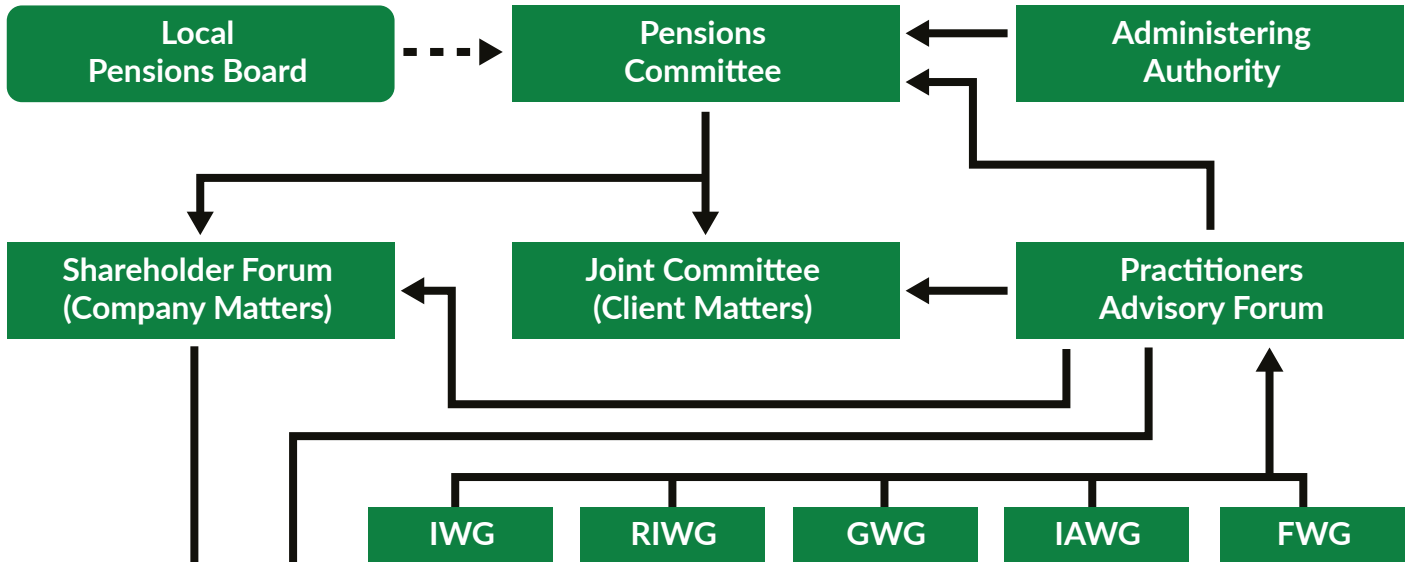 Local
Pensions Board
Pensions
Committee
Administering
Authority
Shareholder Forum
(Company Matters)
Joint Committee
(Client Matters)
Practitioners
Advisory Forum
IWG
RIWG
GWG
IAWG
FWG